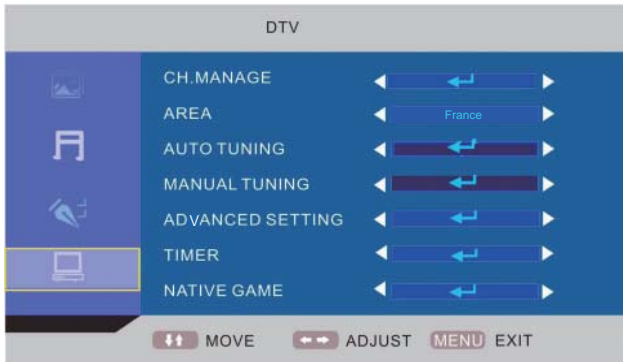 DTV
CH.MANAGE
AREA France
AUTO TUNING
MANUAL TUNING
ADVANCED SETTING
TIMER
NATIVE GAME
MOVE ADJUST MENU EXIT